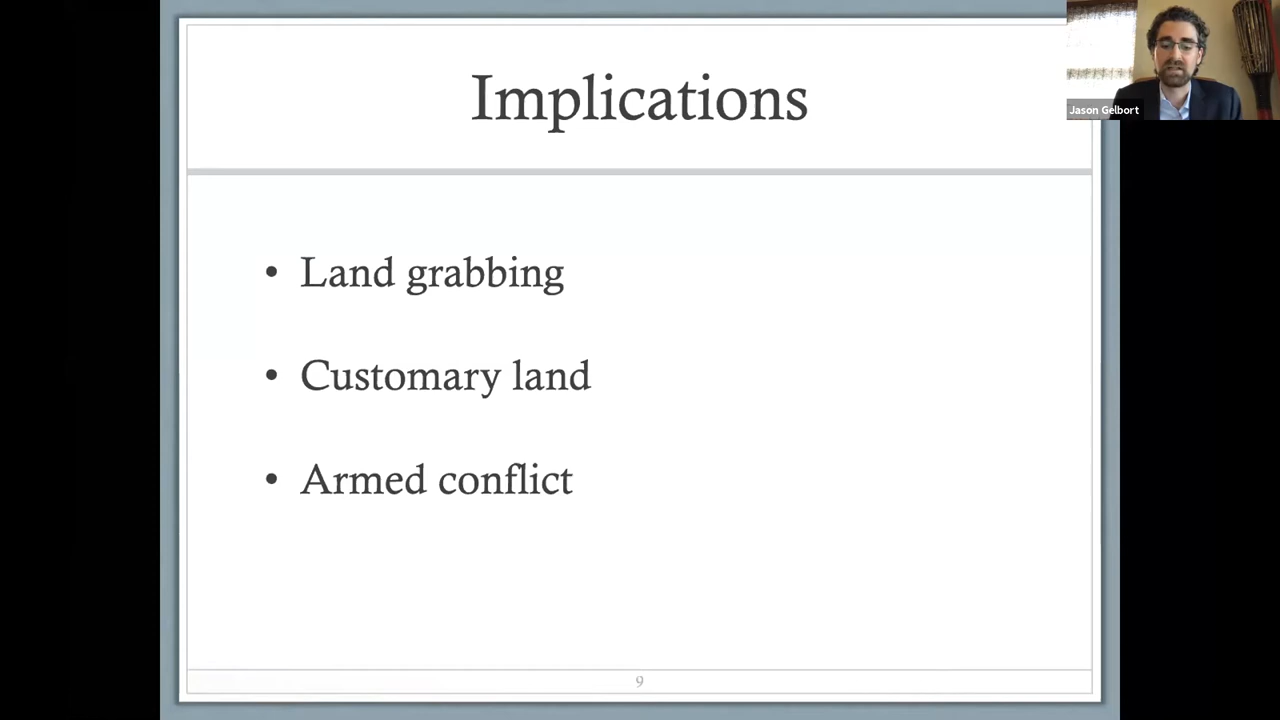 Implications
Jason Gelbort
• Land grabbing
• Customary land
• Armed conflict
9